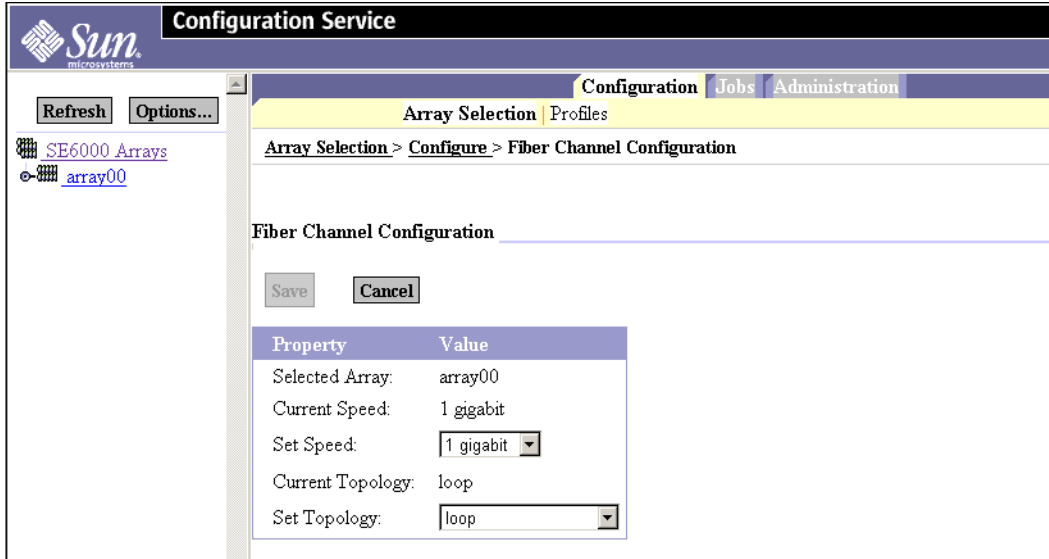 Configuration Service
Sun
microsystems
Refresh Options...
SE6000 Arrays
array00
Configuration Jobs Administration
Array Selection | Profiles
Array Selection > Configure > Fiber Channel Configuration
Fiber Channel Configuration
Save Cancel
Property Value
Selected Array: array00
Current Speed: 1 gigabit
Set Speed: 1 gigabit
Current Topology: loop
Set Topology: loop